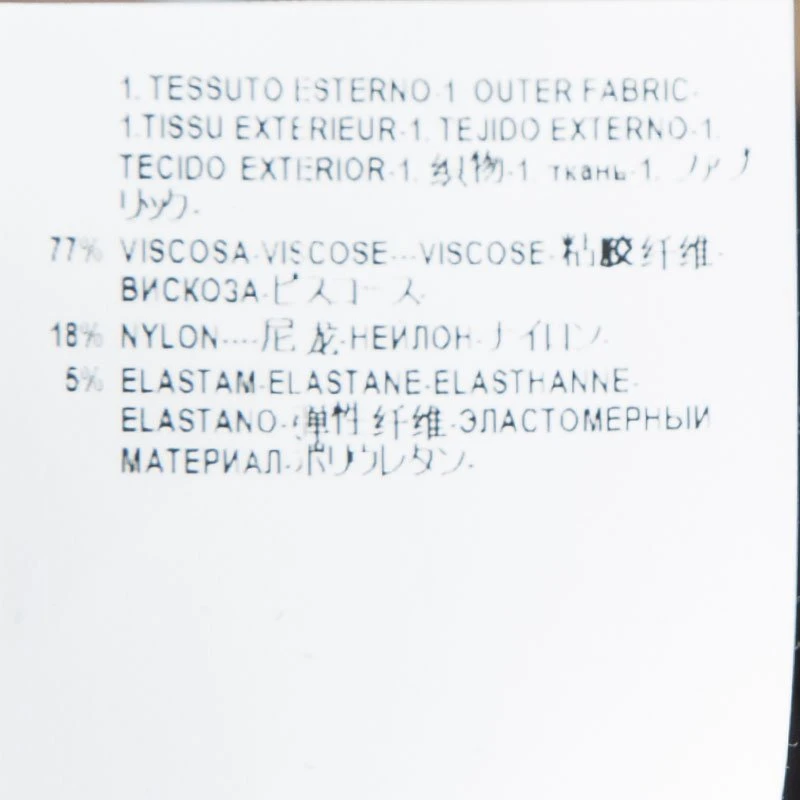 1. TESSUTO ESTERNO-1 OUTER FABRIC-
1.TISSU EXTERIEUR-1. TEJIDO EXTERNO-1.
TECIDO EXTERIOR-1. 织物-1. ткань-1. ファブ
リック-
77% VISCOSA-VISCOSE---VISCOSE-粘胶纤维-
ВИСКОЗА-ビスコース
18% NYLON----尼龙-НЕИЛОН-ナイロン-
5% ELASTAM-ELASTANE-ELASTHANNE-
ELASTANO-弹性纤维-ЭЛАСТОМЕРНЫИ
МАТЕРИАЛ-ポリウレタン-